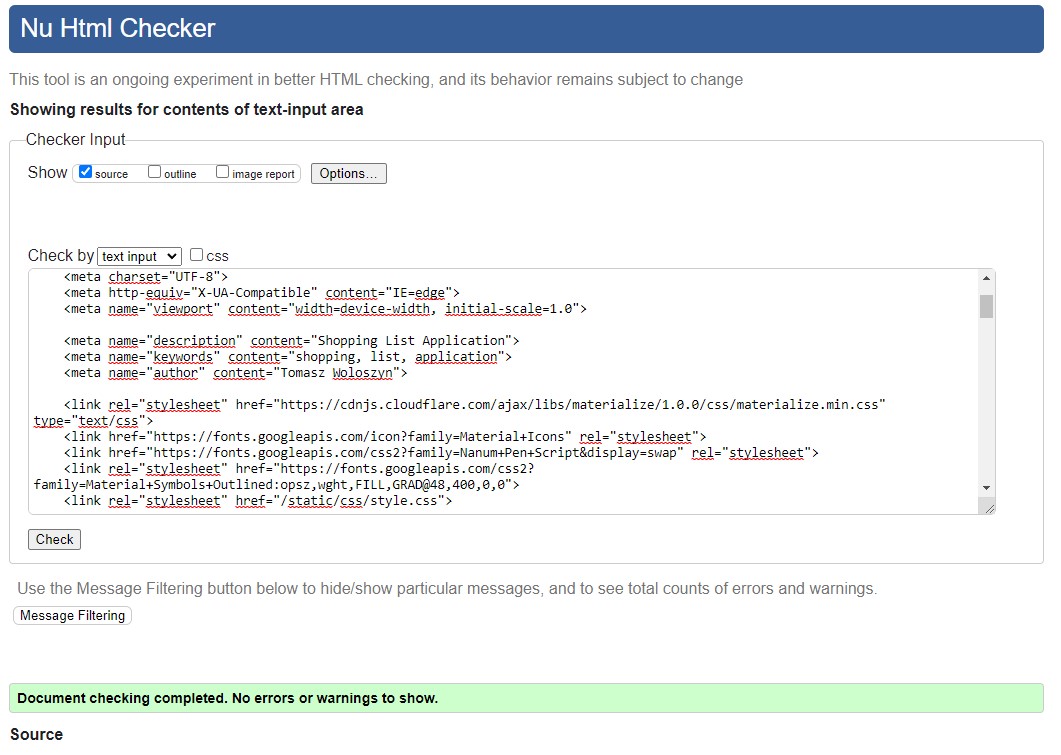 Nu Html Checker
This tool is an ongoing experiment in better HTML checking, and its behavior remains subject to change
Showing results for contents of text-input area
Checker Input
Show source outline image report Options...
Check by text input css
<meta charset="UTF-8">
<meta http-equiv="X-UA-Compatible" content="IE=edge">
<meta name="viewport" content="width=device-width, initial-scale=1.0">
<meta name="description" content="Shopping List Application">
<meta name="keywords" content="shopping, list, application">
<meta name="author" content="Tomasz Woloszyn">
<link rel="stylesheet" href="https://cdnjs.cloudflare.com/ajax/libs/materialize/1.0.0/css/materialize.min.css"
type="text/css">
<link href="https://fonts.googleapis.com/icon?family=Material+Icons" rel="stylesheet">
<link href="https://fonts.googleapis.com/css2?family=Nanum+Pen+Script&display=swap" rel="stylesheet">
<link rel="stylesheet" href="https://fonts.googleapis.com/css2?
family=Material+Symbols+Outlined:opsz,wght,FILL,GRAD@48,400,0,0">
<link rel="stylesheet" href="/static/css/style.css">
Check
Use the Message Filtering button below to hide/show particular messages, and to see total counts of errors and warnings.
Message Filtering
Document checking completed. No errors or warnings to show.
Source